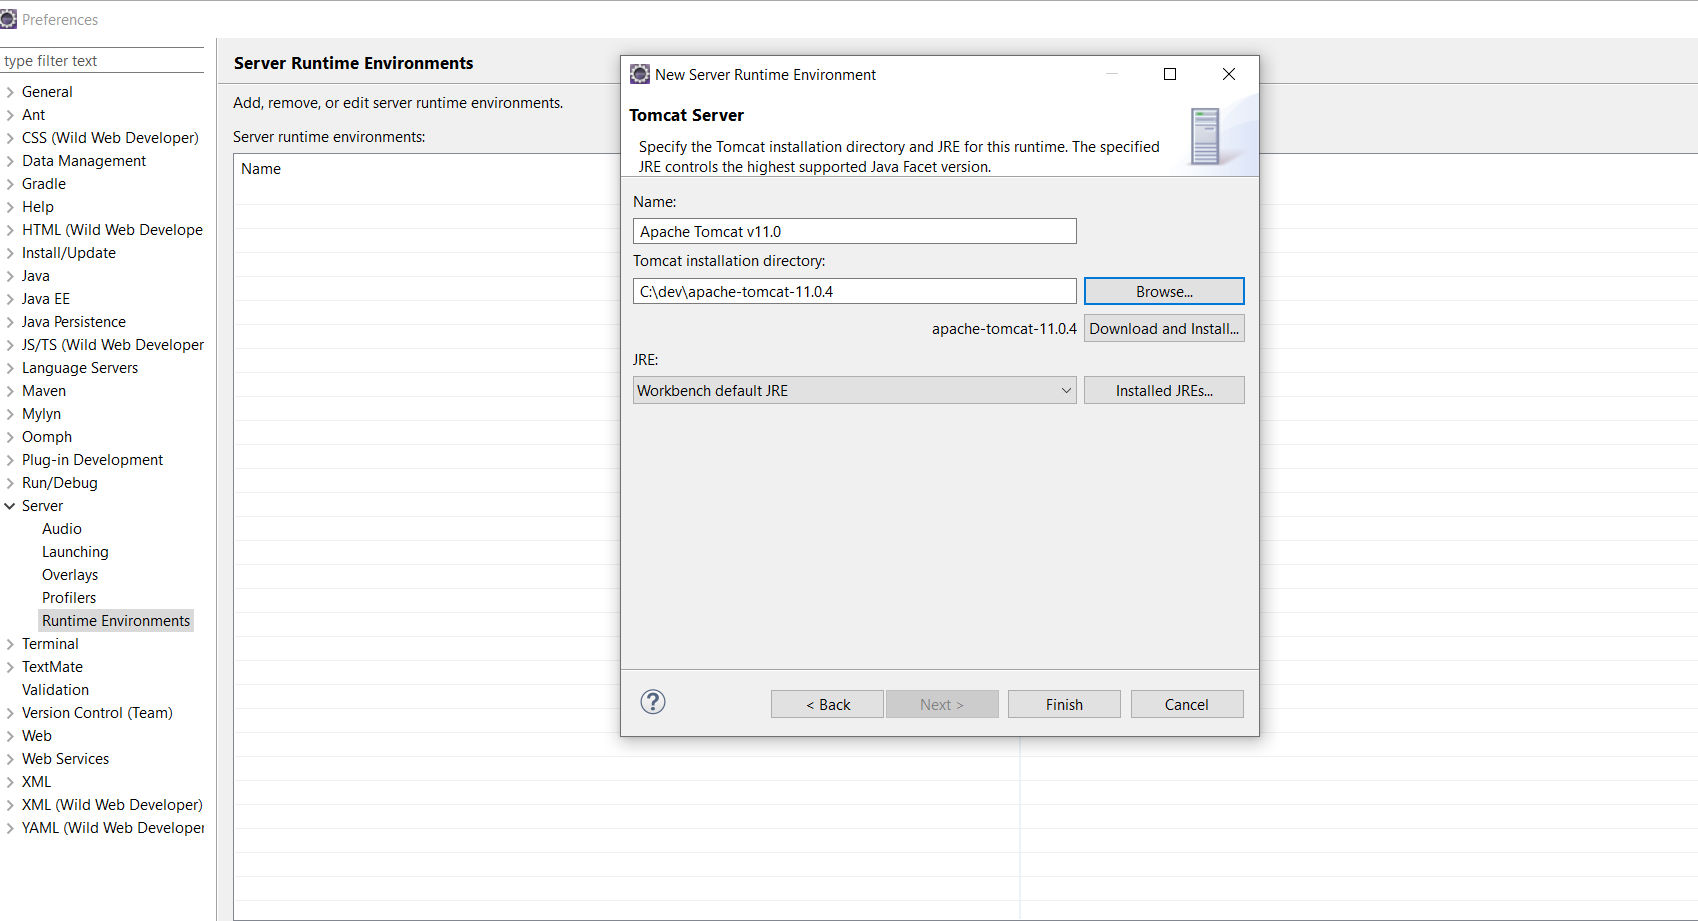 Preferences
type filter text
General
Ant
CSS (Wild Web Developer)
Data Management
Gradle
Help
HTML (Wild Web Develope
Install/Update
Java
Java EE
Java Persistence
JS/TS (Wild Web Developer
Language Servers
Maven
Mylyn
Oomph
Plug-in Development
Run/Debug
Server
Audio
Launching
Overlays
Profilers
Runtime Environments
Terminal
TextMate
Validation
Version Control (Team)
Web
Web Services
XML
XML (Wild Web Developer)
YAML (Wild Web Developer
Server Runtime Environments
Add, remove, or edit server runtime environments.
Server runtime environments:
Name
New Server Runtime Environment
Tomcat Server
Specify the Tomcat installation directory and JRE for this runtime. The specified
JRE controls the highest supported Java Facet version.
Name:
Apache Tomcat v11.0
Tomcat installation directory:
C:\dev\apache-tomcat-11.0.4 Browse...
apache-tomcat-11.0.4 Download and Install...
JRE:
Workbench default JRE Installed JREs...
? < Back Next > Finish Cancel